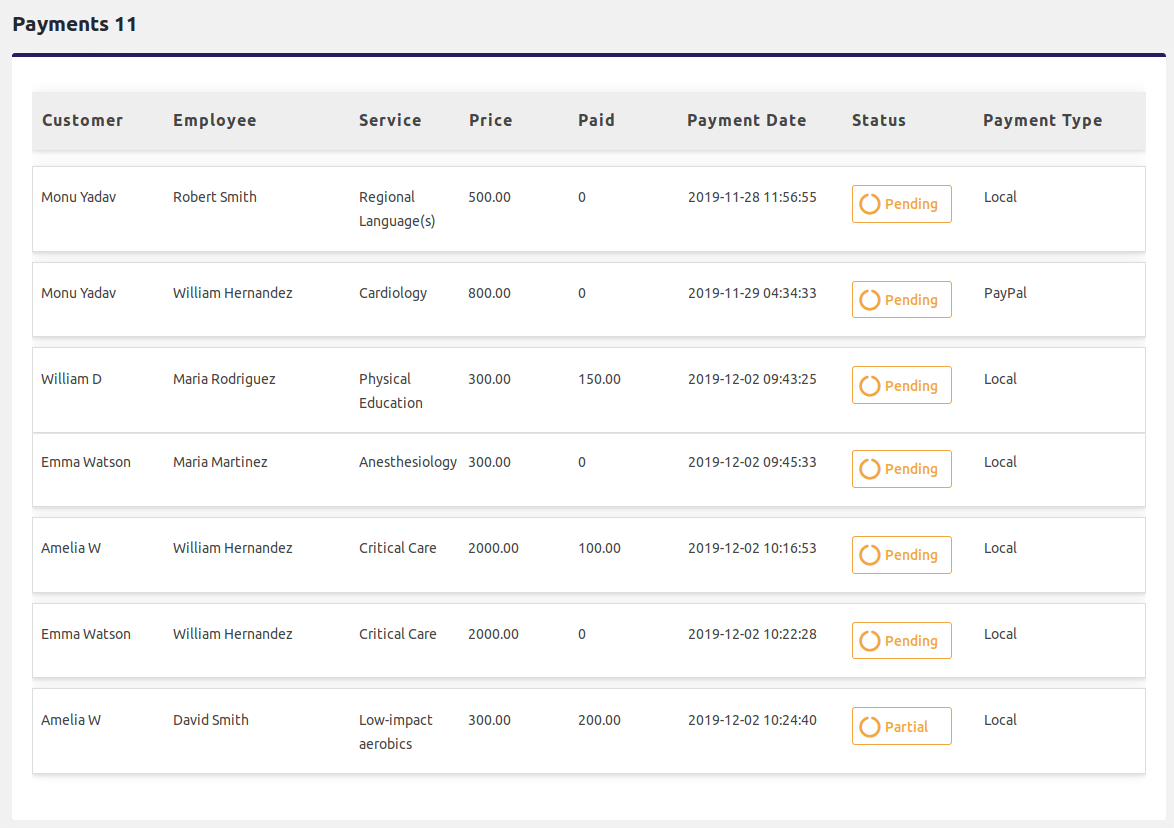 Payments 11
Customer Employee Service Price Paid Payment Date Status Payment Type
Monu Yadav Robert Smith Regional 500.00 0 2019-11-28 11:56:55 Pending Local
Language(s)
Monu Yadav William Hernandez Cardiology 800.00 0 2019-11-29 04:34:33 Pending PayPal
William D Maria Rodriguez Physical 300.00 150.00 2019-12-02 09:43:25 Pending Local
Education
Emma Watson Maria Martinez Anesthesiology 300.00 0 2019-12-02 09:45:33 Pending Local
Amelia W William Hernandez Critical Care 2000.00 100.00 2019-12-02 10:16:53 Pending Local
Emma Watson William Hernandez Critical Care 2000.00 0 2019-12-02 10:22:28 Pending Local
Amelia W David Smith Low-impact 300.00 200.00 2019-12-02 10:24:40 Partial Local
aerobics